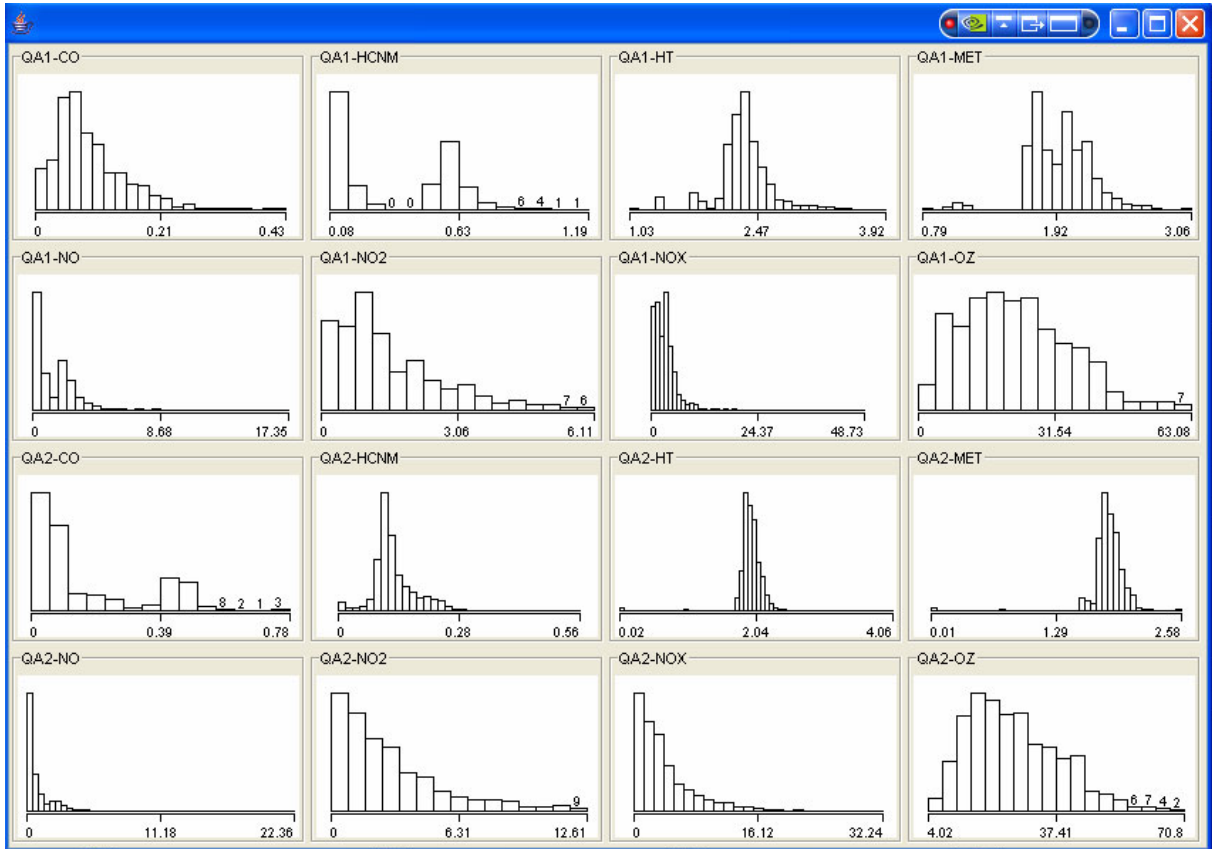 QA1-CO
0 0.21 0.43
QA1-HCNM
0 0 6 4 1 1
0.08 0.63 1.19
QA1-HT
1.03 2.47 3.92
QA1-MET
0.79 1.92 3.06
QA1-NO
0 8.68 17.35
QA1-NO2
7 6
0 3.06 6.11
QA1-NOX
0 24.37 48.73
QA1-OZ
7
0 31.54 63.08
QA2-CO
8 2 1 3
0 0.39 0.78
QA2-HCNM
0 0.28 0.56
QA2-HT
0.02 2.04 4.06
QA2-MET
0.01 1.29 2.58
QA2-NO
0 11.18 22.36
QA2-NO2
9
0 6.31 12.61
QA2-NOX
0 16.12 32.24
QA2-OZ
6 7 4 2
4.02 37.41 70.8